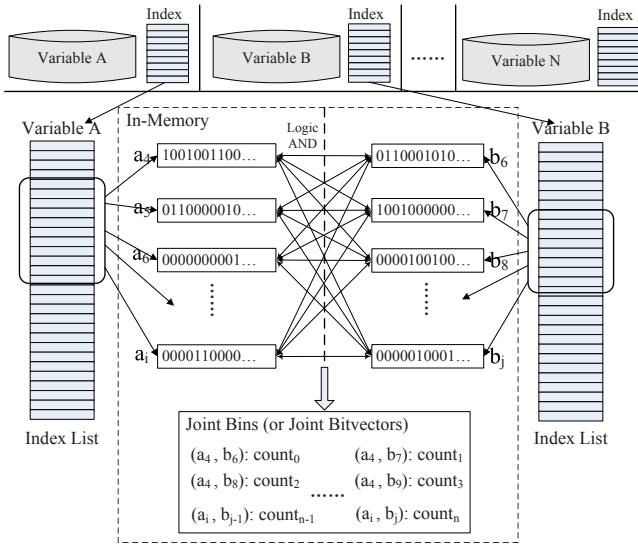 Index
Index
Index
Variable A
Variable B
......
Variable N
Variable A
In-Memory
Logic
AND
Variable B
a4
1001001100...
0110001010...
b6
a5
0110000010...
1001000000...
b7
a6
0000000001...
0000100100...
b8
......
......
ai
0000110000...
0000010001...
bj
Index List
Index List
Joint Bins (or Joint Bitvectors)
(a4 , b6): count0
(a4 , b7): count1
(a4 , b8): count2
(a4 , b9): count3
......
(ai , bj-1): countn-1
(ai , bj): countn